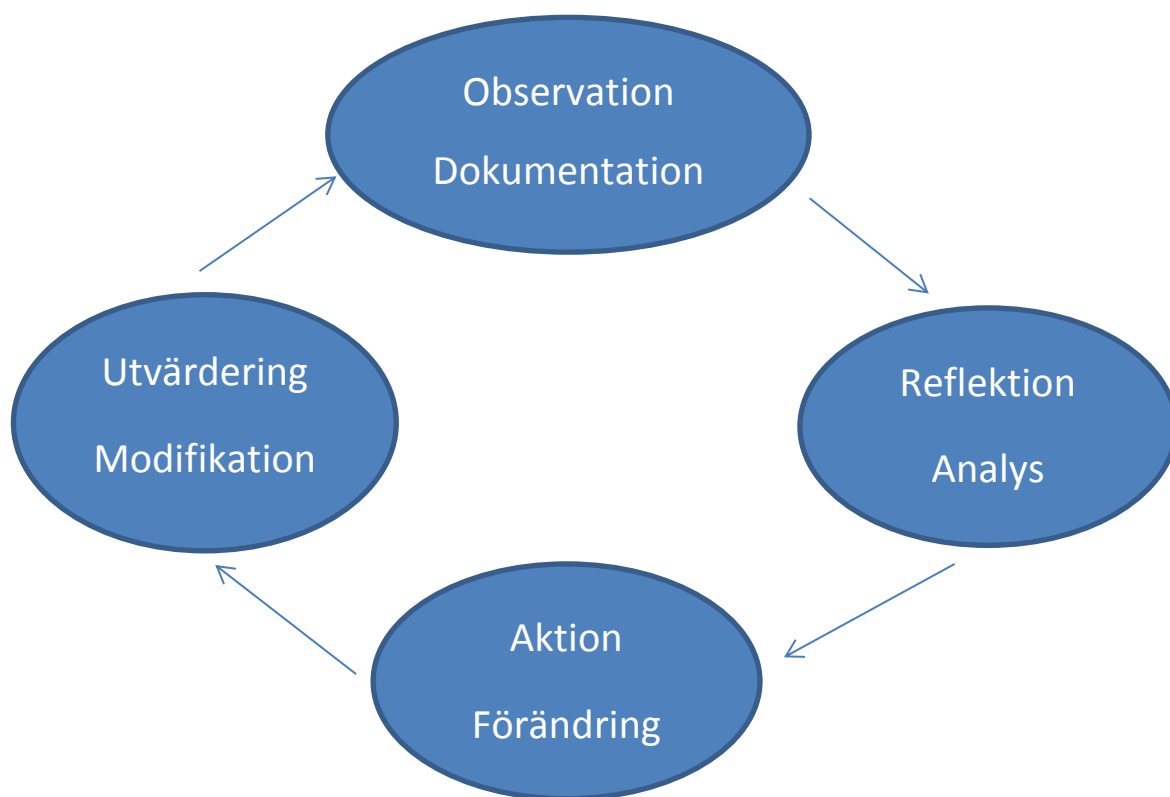 Observation
Dokumentation
Reflektion
Analys
Aktion
Förändring
Utvärdering
Modifikation